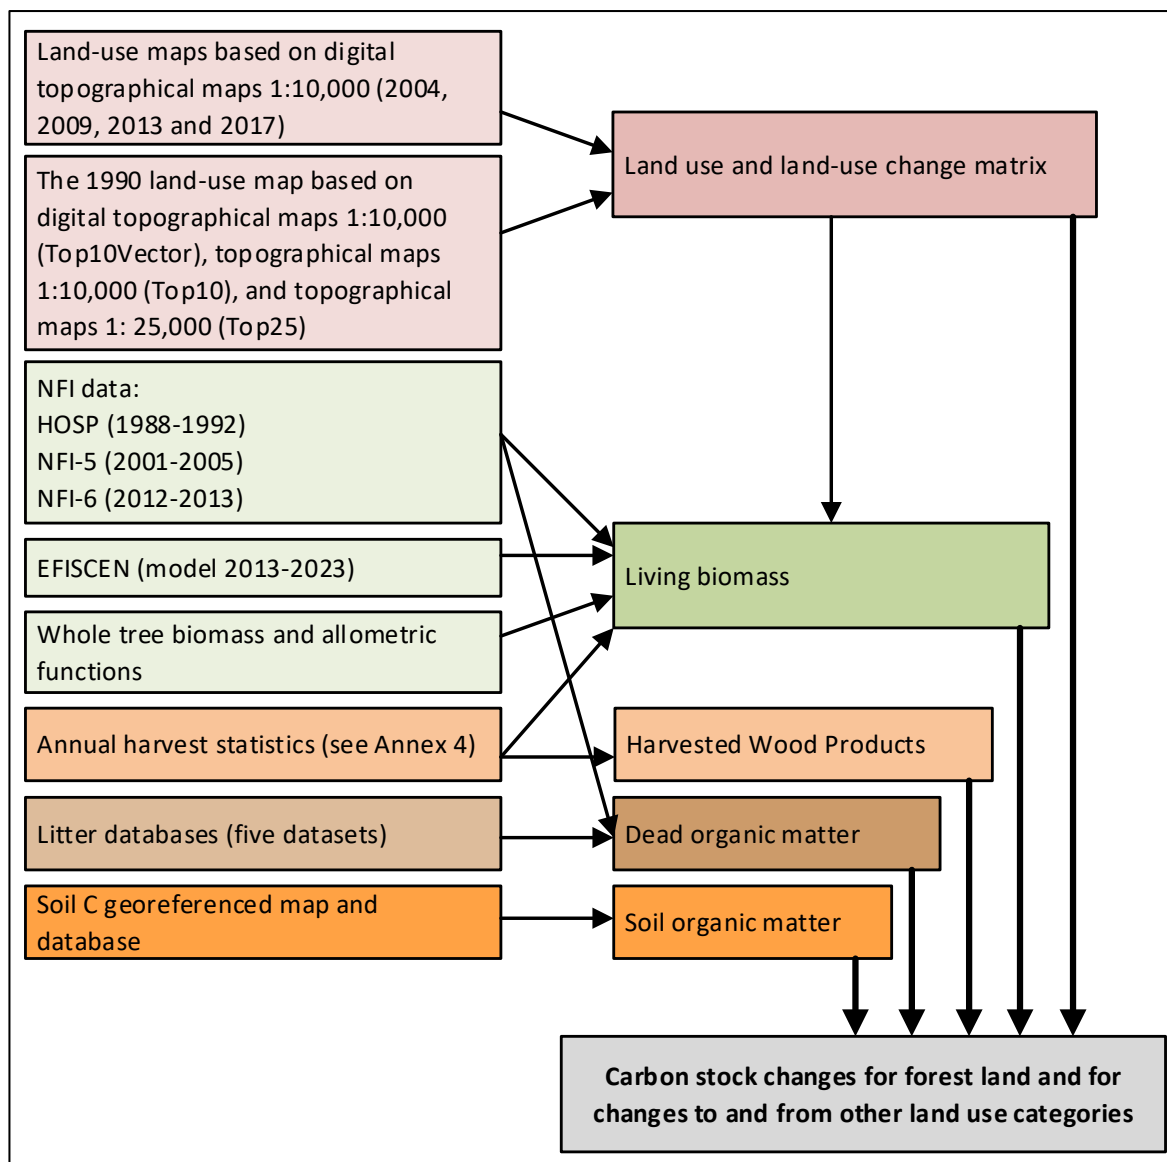 Land-use maps based on digital
topographical maps 1:10,000 (2004,
2009, 2013 and 2017)
The 1990 land-use map based on
digital topographical maps 1:10,000
(Top10Vector), topographical maps
1:10,000 (Top10), and topographical
maps 1: 25,000 (Top25)
Land use and land-use change matrix
NFI data:
HOSP (1988-1992)
NFI-5 (2001-2005)
NFI-6 (2012-2013)
EFISCEN (model 2013-2023)
Whole tree biomass and allometric
functions
Living biomass
Annual harvest statistics (see Annex 4)
Harvested Wood Products
Litter databases (five datasets)
Dead organic matter
Soil C georeferenced map and
database
Soil organic matter
Carbon stock changes for forest land and for
changes to and from other land use categories